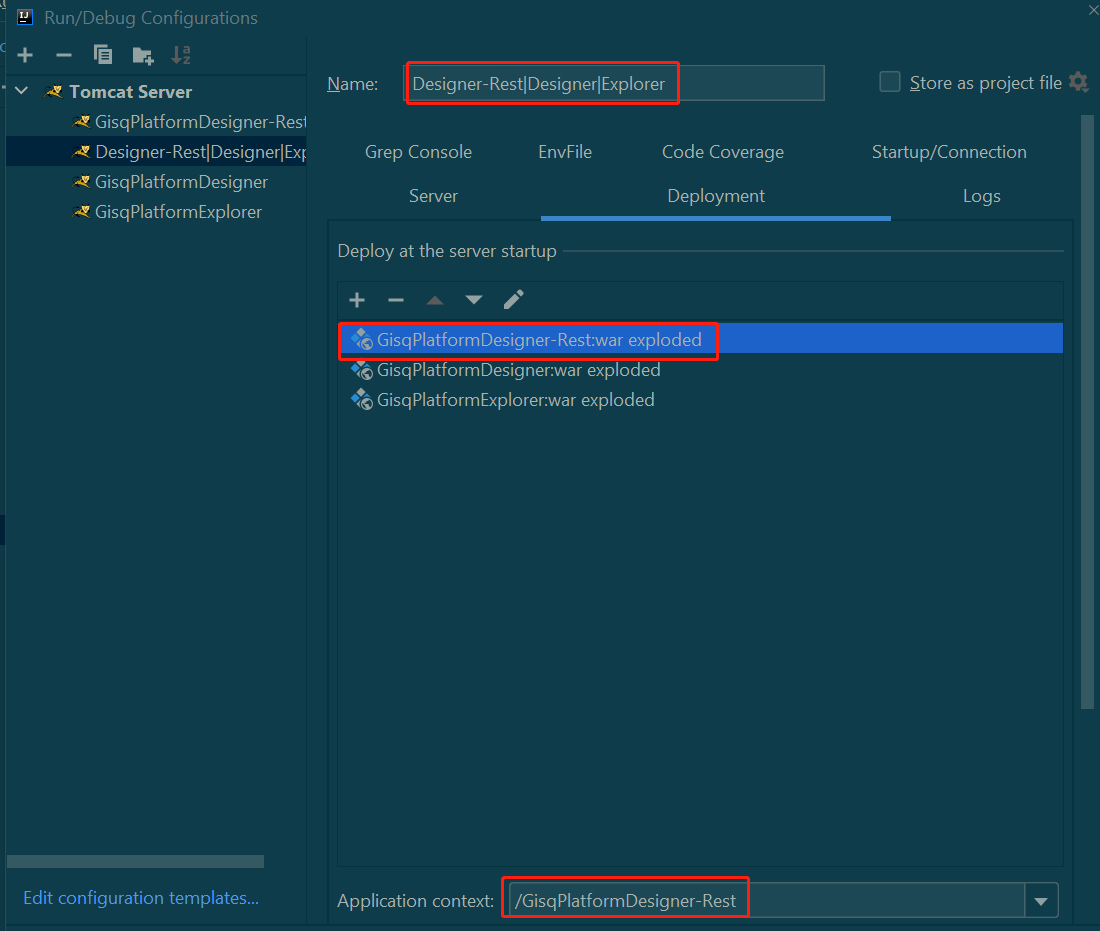 Run/Debug Configurations
Tomcat Server
GisqPlatformDesigner-Rest
Designer-Rest|Designer|Exp
GisqPlatformDesigner
GisqPlatformExplorer
Edit configuration templates...
Name: Designer-Rest|Designer|Explorer
Store as project file
Grep Console EnvFile Code Coverage Startup/Connection
Server Deployment Logs
Deploy at the server startup
GisqPlatformDesigner-Rest:war exploded
GisqPlatformDesigner:war exploded
GisqPlatformExplorer:war exploded
Application context: /GisqPlatformDesigner-Rest